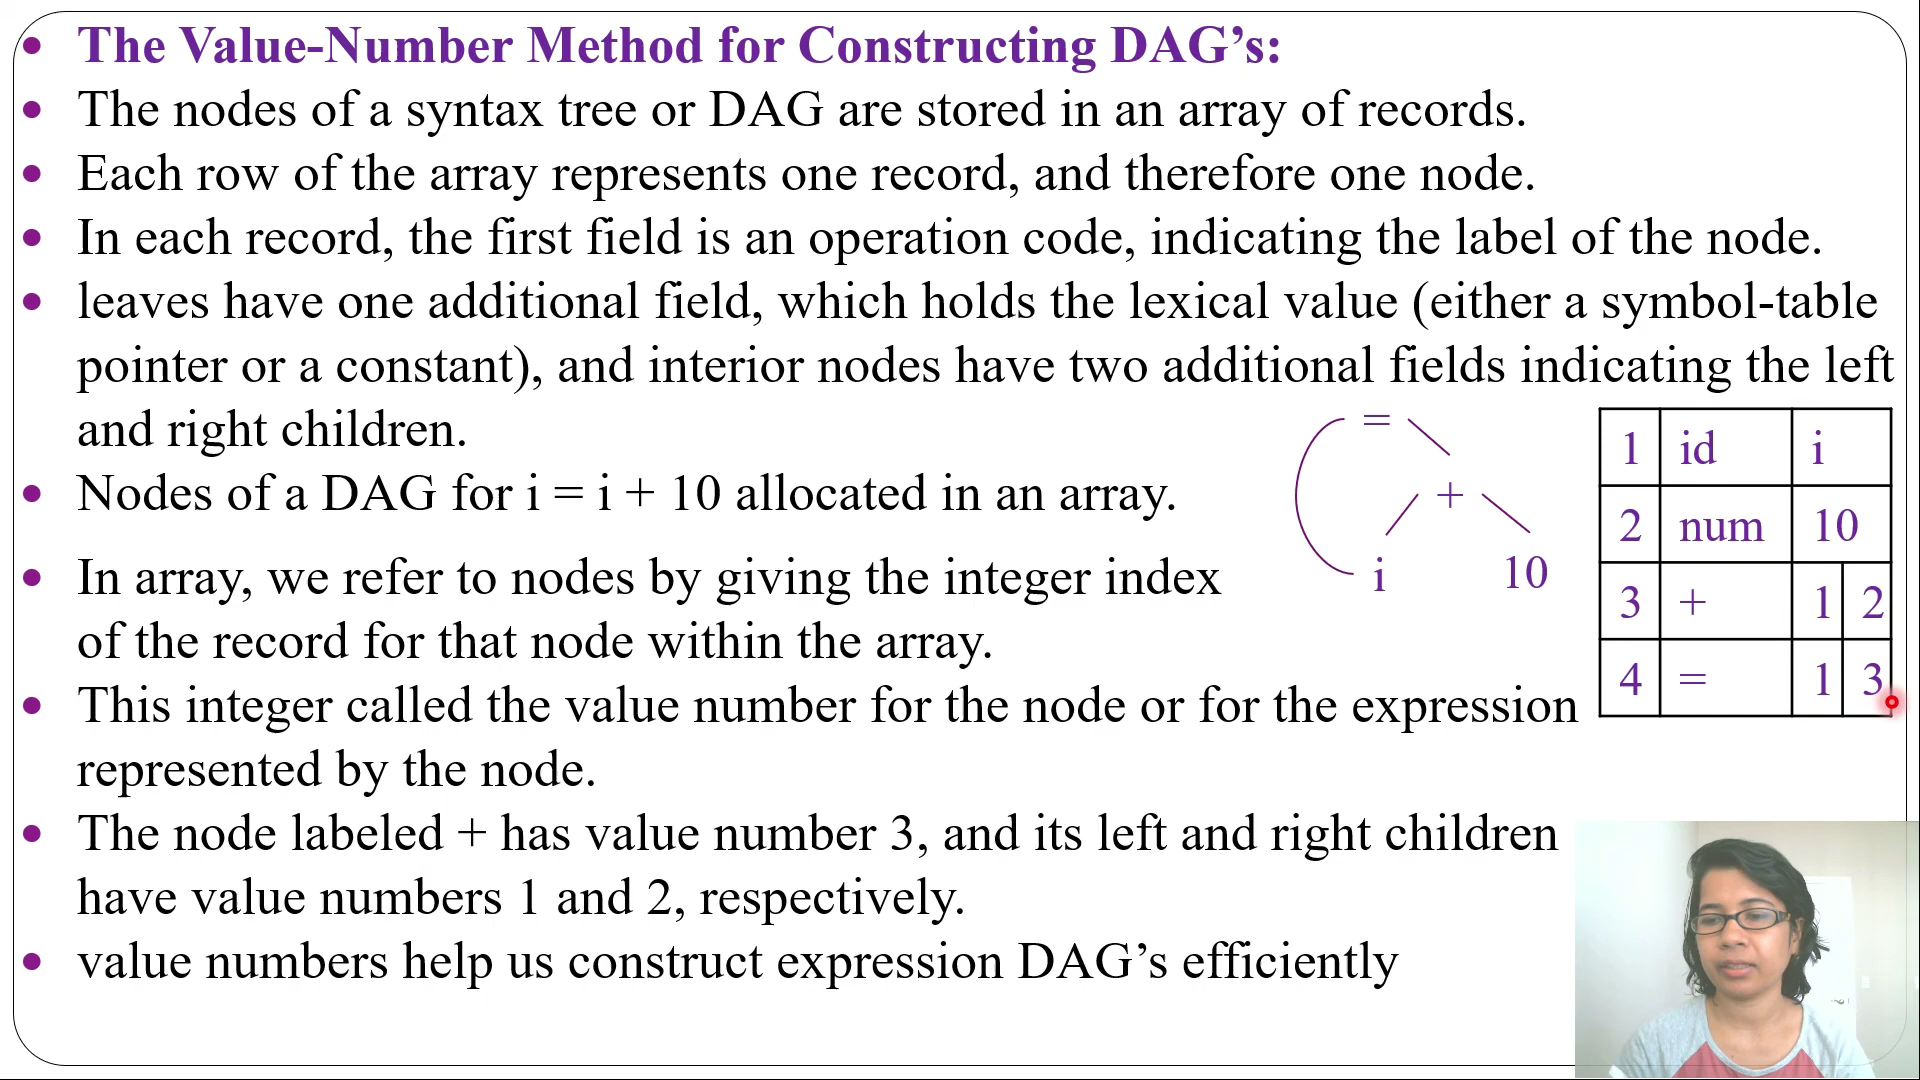 • The Value-Number Method for Constructing DAG’s:
• The nodes of a syntax tree or DAG are stored in an array of records.
• Each row of the array represents one record, and therefore one node.
• In each record, the first field is an operation code, indicating the label of the node.
• leaves have one additional field, which holds the lexical value (either a symbol-table
pointer or a constant), and interior nodes have two additional fields indicating the left
and right children.
• Nodes of a DAG for i = i + 10 allocated in an array.
• In array, we refer to nodes by giving the integer index
of the record for that node within the array.
• This integer called the value number for the node or for the expression
represented by the node.
• The node labeled + has value number 3, and its left and right children
have value numbers 1 and 2, respectively.
• value numbers help us construct expression DAG’s efficiently
=
+
i 10
1 id i
2 num 10
3 + 1 2
4 = 1 3